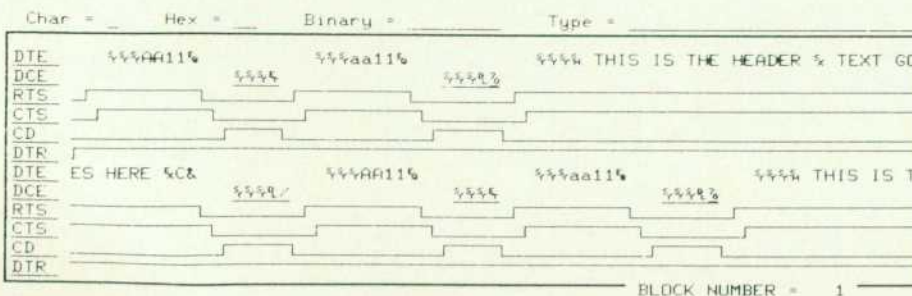 Char = _ Hex = __ Binary = ________ Type =
DTE AA11 aa11 THIS IS THE HEADER & TEXT GO
DCE
RTS
CTS
CD
DTR
DTE ES HERE C& AA11 aa11 THIS IS T
DCE
RTS
CTS
CD
DTR
BLOCK NUMBER = 1